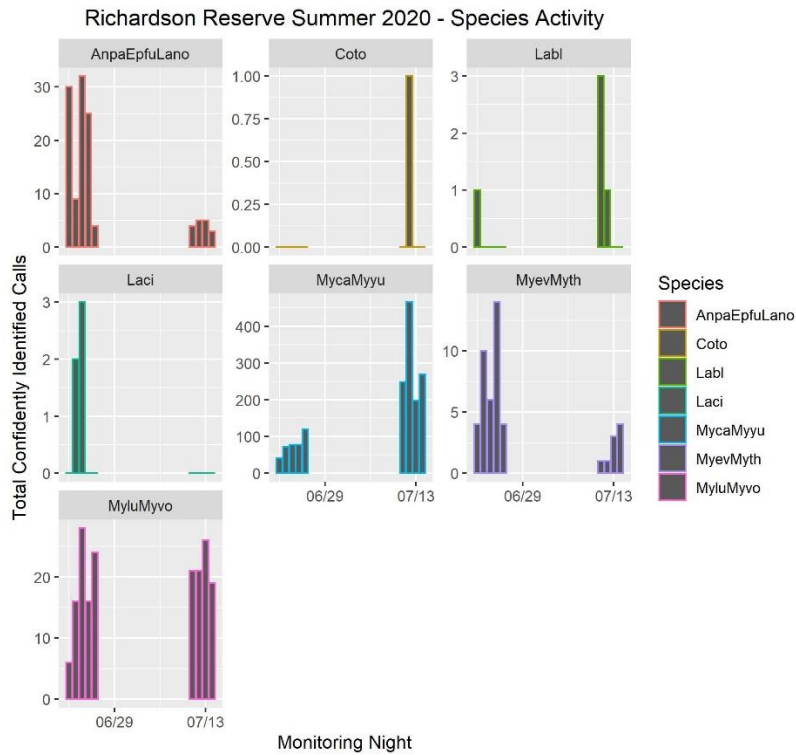 Richardson Reserve Summer 2020 - Species Activity
AnpaEpfuLano
Coto
Labl
30
20
10
0
1.00
0.75
0.50
0.25
0.00
3
2
1
0
Laci
MycaMyyu
MyevMyth
3
2
1
0
400
300
200
100
0
10
5
0
06/29
07/13
06/29
07/13
MyluMyvo
20
10
0
06/29
07/13
Total Confidently Identified Calls
Monitoring Night
Species
AnpaEpfuLano
Coto
Labl
Laci
MycaMyyu
MyevMyth
MyluMyvo